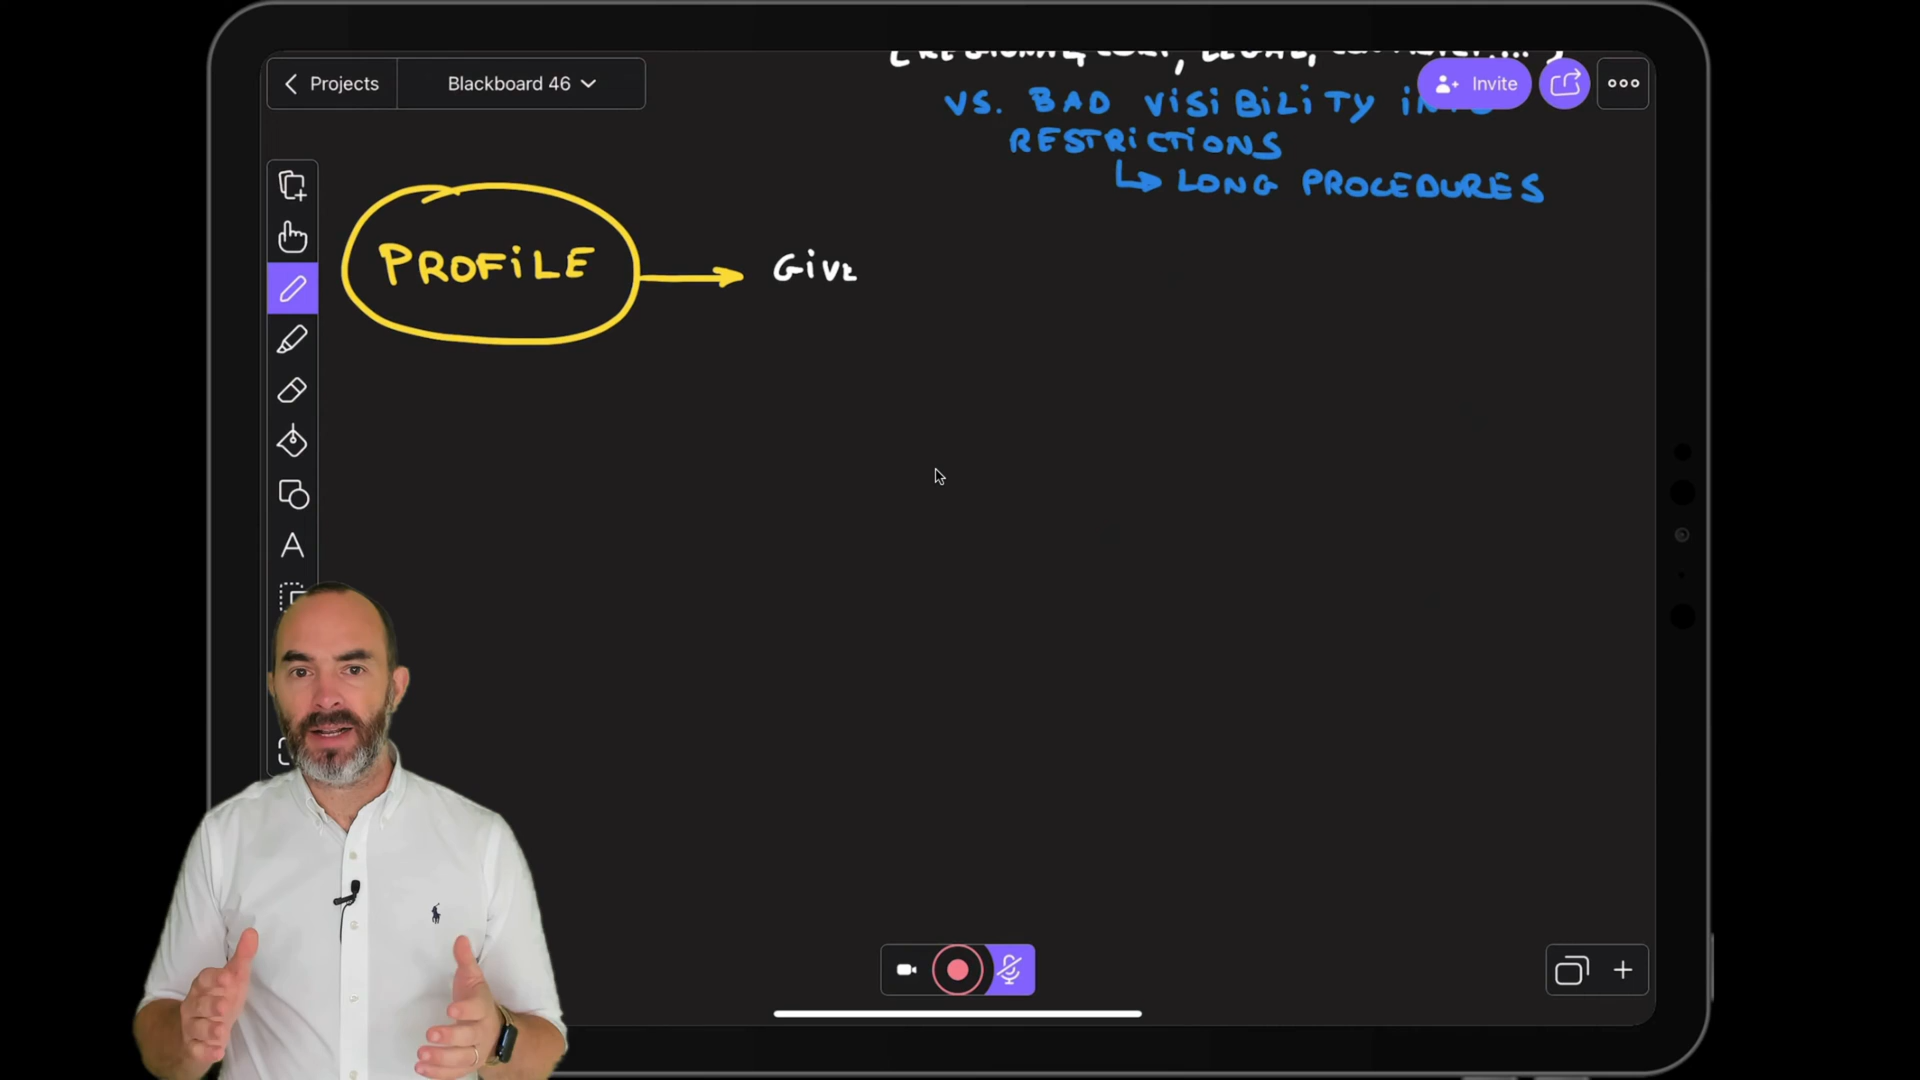 Projects
Blackboard 46
Invite
VS. BAD VISIBILITY
RESTRICTIONS
↳ LONG PROCEDURES
PROFILE → GIVE
A